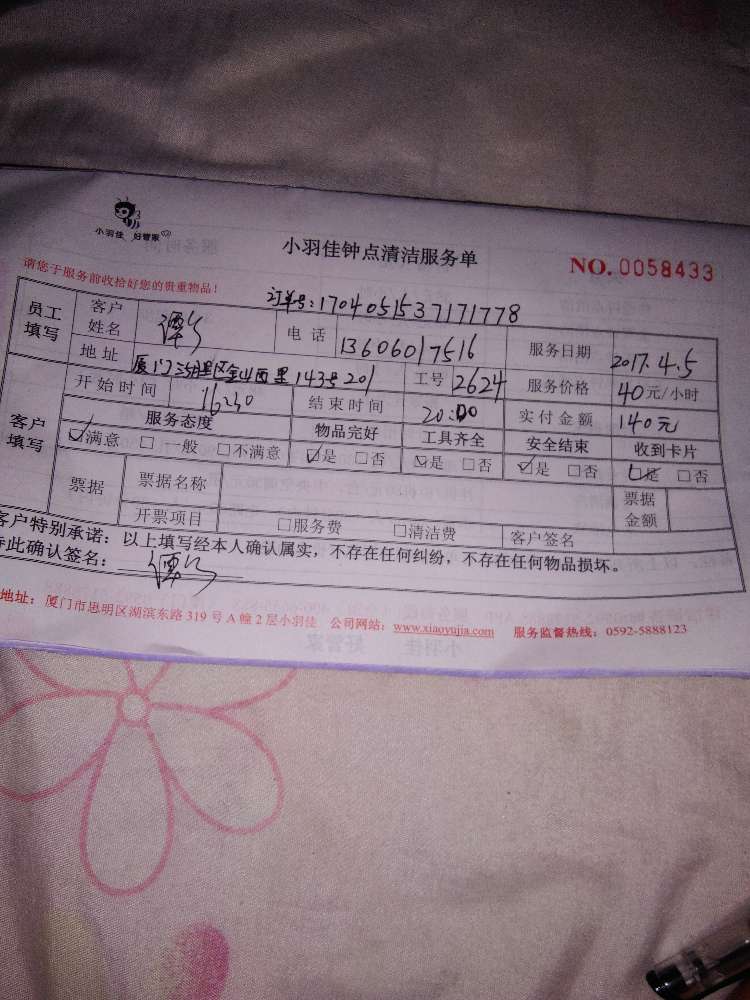 小羽佳 好管家
小羽佳钟点清洁服务单
NO. 0058433
请您于服务前收拾好您的贵重物品！
订单号：1704051537171778
员工填写 客户姓名 谭 电话 13606017516 服务日期 2017.4.5
地址 厦门 区金山西里143号201 工号 2624 服务价格 40元/小时
客户填写 开始时间 16:30 结束时间 20:00 实付金额 140元
服务态度 物品完好 工具齐全 安全结束 收到卡片
☑满意 □一般 □不满意 ☑是 □否 ☑是 □否 ☑是 □否 ☑是 □否
票据 票据名称 票据金额
开票项目 □服务费 □清洁费 客户签名
客户特别承诺：以上填写经本人确认属实，不存在任何纠纷，不存在任何物品损坏。
特此确认签名：
地址：厦门市思明区湖滨东路319号A幢2层小羽佳 公司网站：www.xiaoyujia.com 服务监督热线：0592-5888123